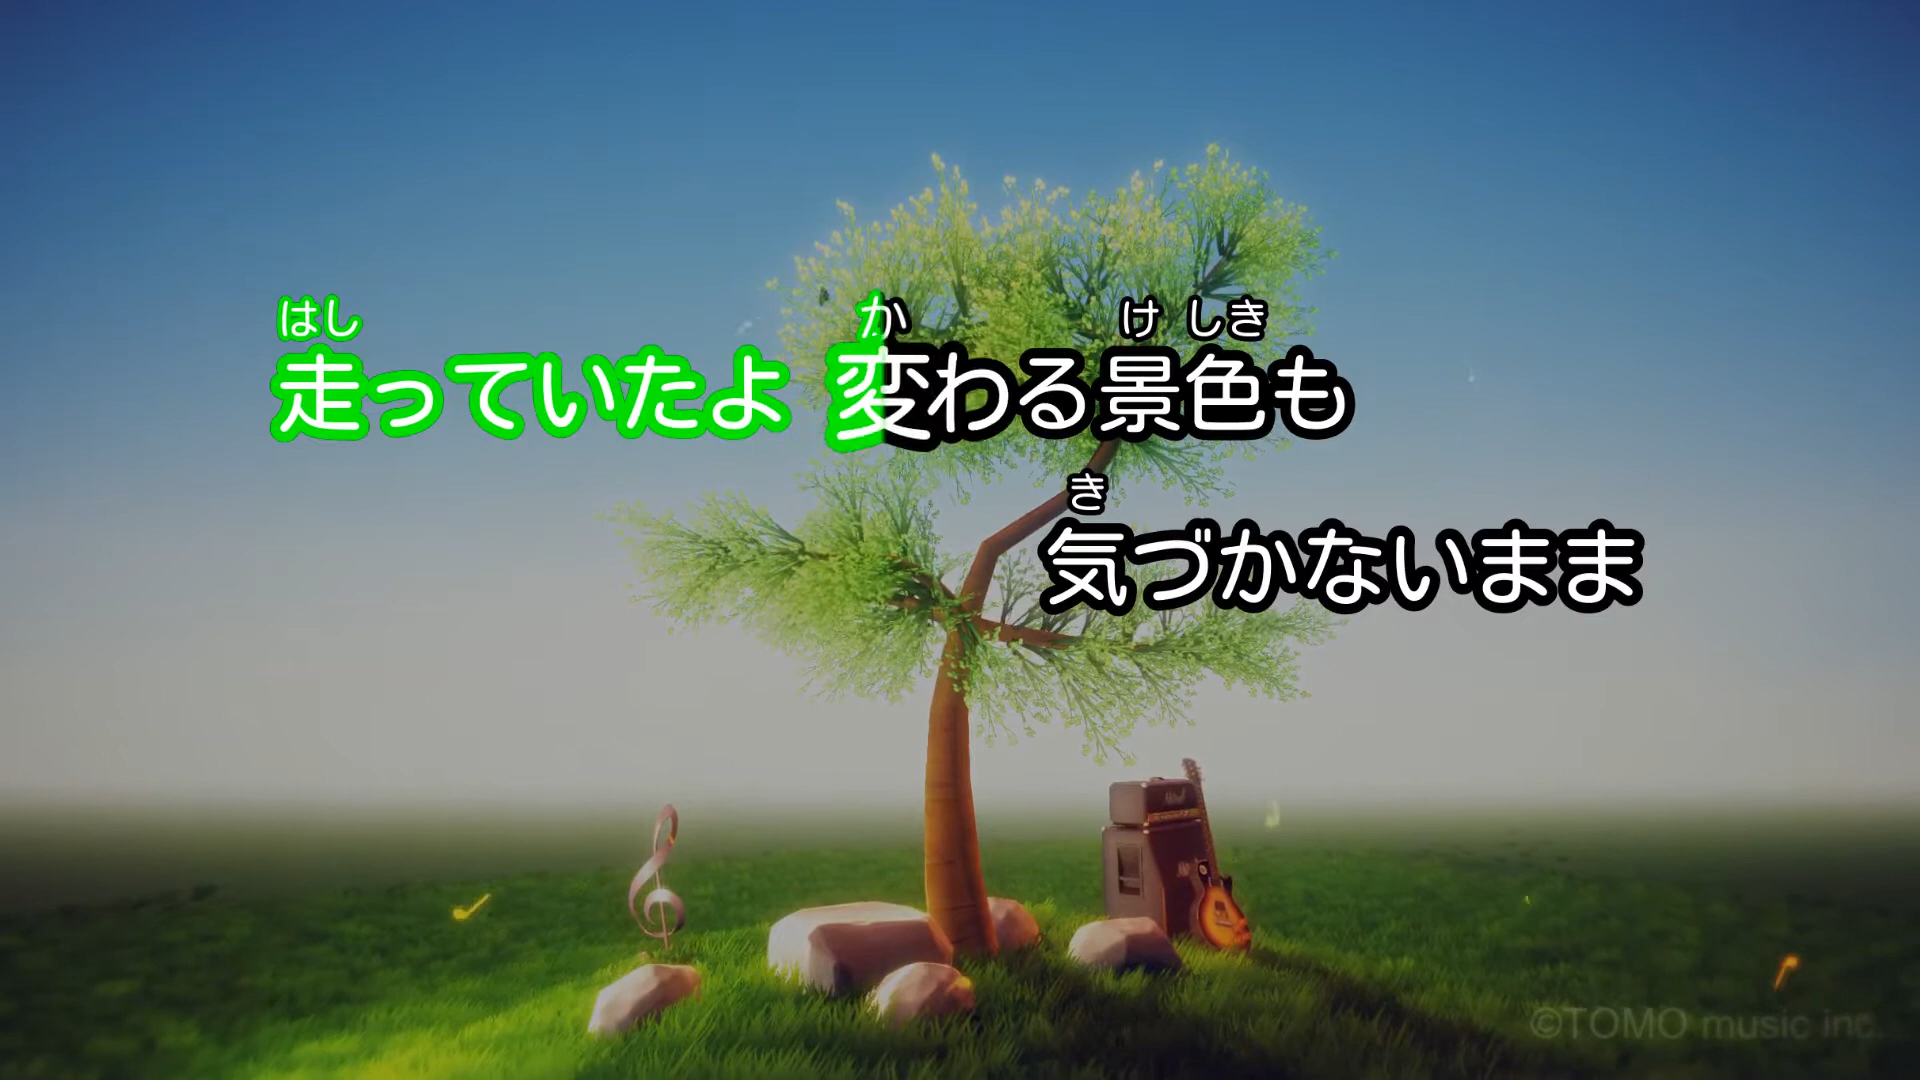 はし か け しき
走っていたよ 変わる景色も
き
気づかないまま
©TOMO music inc.